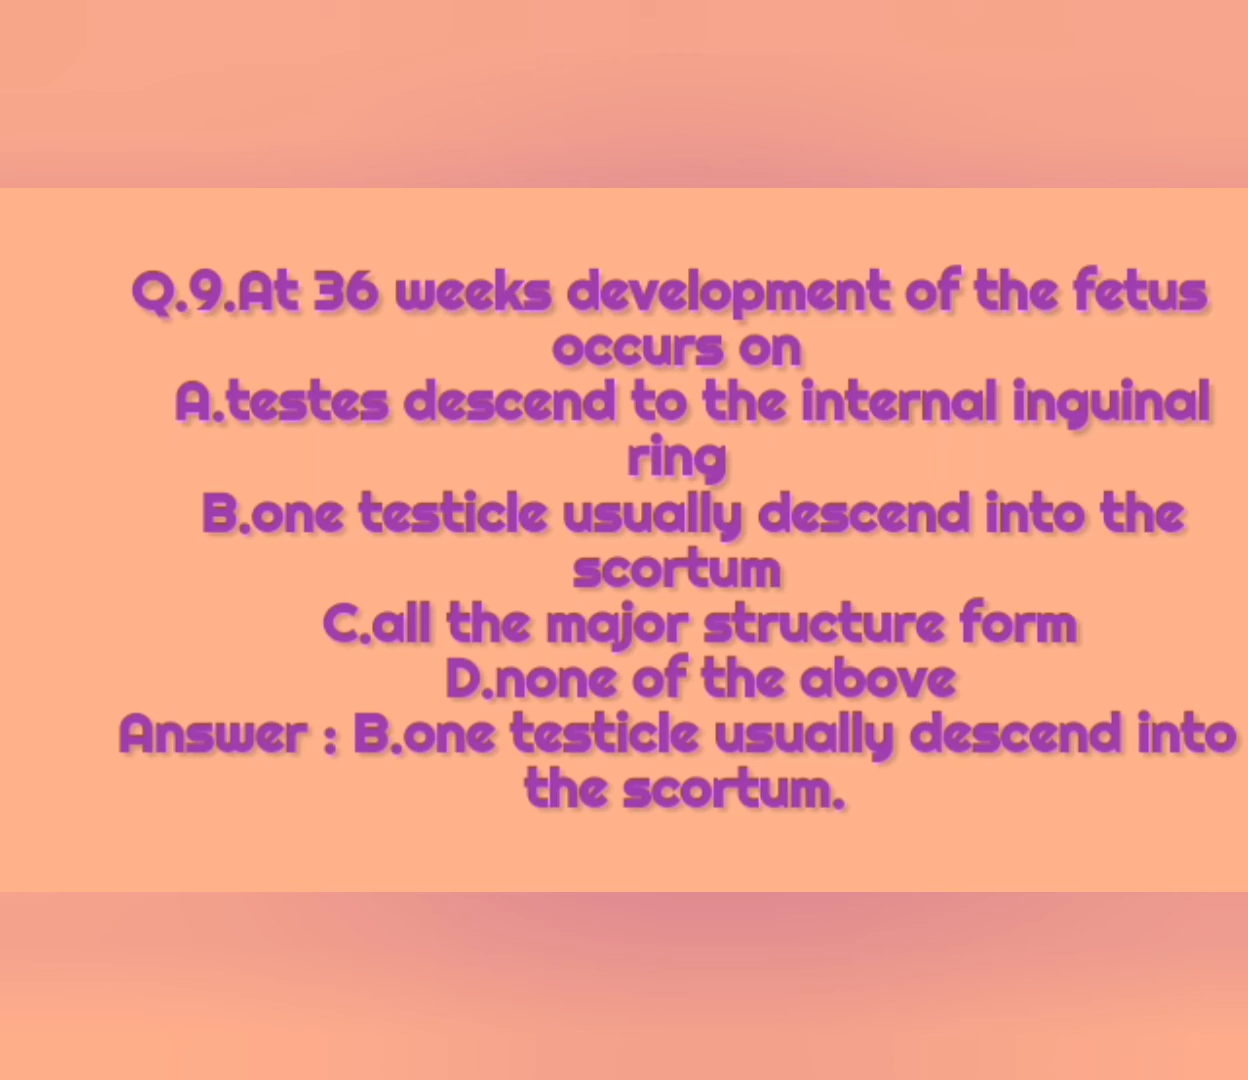 Q.9.At 36 weeks development of the fetus
occurs on
A.testes descend to the internal inguinal
ring
B.one testicle usually descend into the
scortum
C.all the major structure form
D.none of the above
Answer : B.one testicle usually descend into
the scortum.